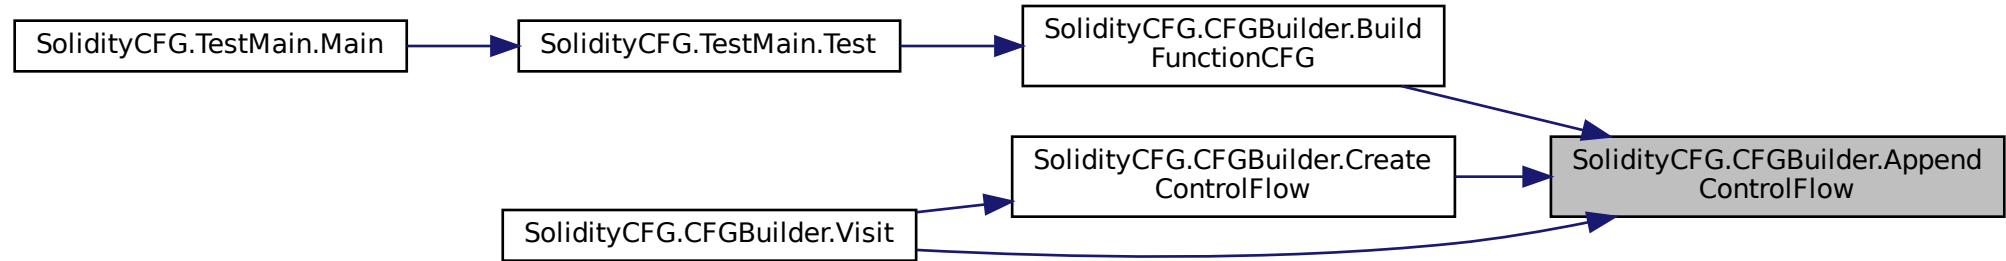 SolidityCFG.TestMain.Main
SolidityCFG.TestMain.Test
SolidityCFG.CFGBuilder.Build
FunctionCFG
SolidityCFG.CFGBuilder.Create
ControlFlow
SolidityCFG.CFGBuilder.Append
ControlFlow
SolidityCFG.CFGBuilder.Visit